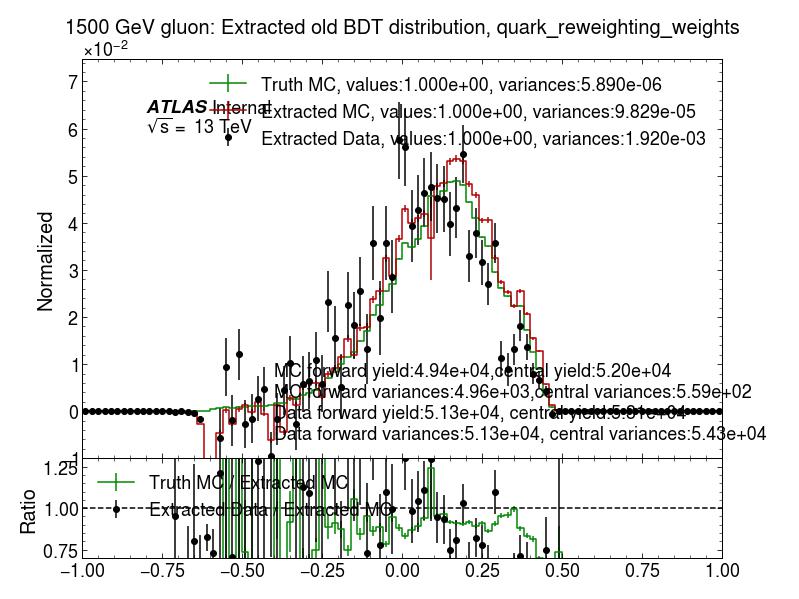 1500 GeV gluon: Extracted old BDT distribution, quark_reweighting_weights
×10⁻²
Truth MC, values:1.000e+00, variances:5.890e-06
ATLAS Internal
Extracted MC, values:1.000e+00, variances:9.829e-05
√s = 13 TeV
Extracted Data, values:1.000e+00, variances:1.920e-03
7
6
5
4
3
2
1
0
−1
Normalized
MC forward yield:4.94e+04,central yield:5.20e+04
MC forward variances:4.96e+03,central variances:5.59e+02
Data forward yield:5.13e+04, central
Data forward variances:5.13e+04, central variances:5.43e+04
1.25
1.00
0.75
Ratio
Truth MC / Extracted MC
Extracted Data / Extracted MC
−1.00 −0.75 −0.50 −0.25 0.00 0.25 0.50 0.75 1.00